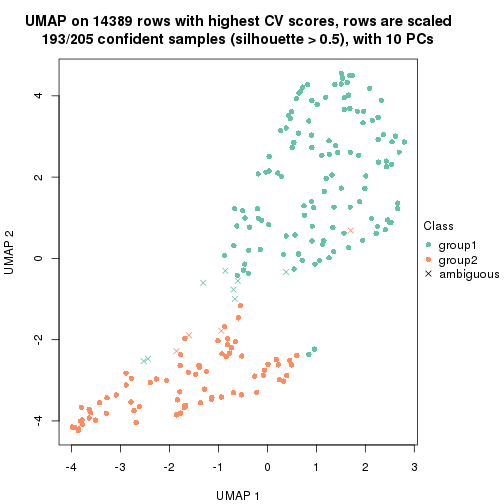 UMAP on 14389 rows with highest CV scores, rows are scaled
193/205 confident samples (silhouette > 0.5), with 10 PCs
4
2
0
-2
-4
UMAP 2
-4
-3
-2
-1
0
1
2
3
UMAP 1
Class
group1
group2
ambiguous